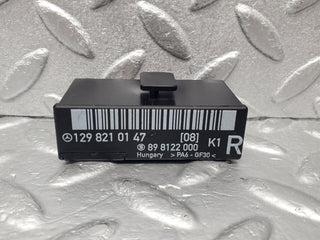 129 821 01 47 [08] K1 R
89 8122 000
Hungary > PA6 - GF30 <